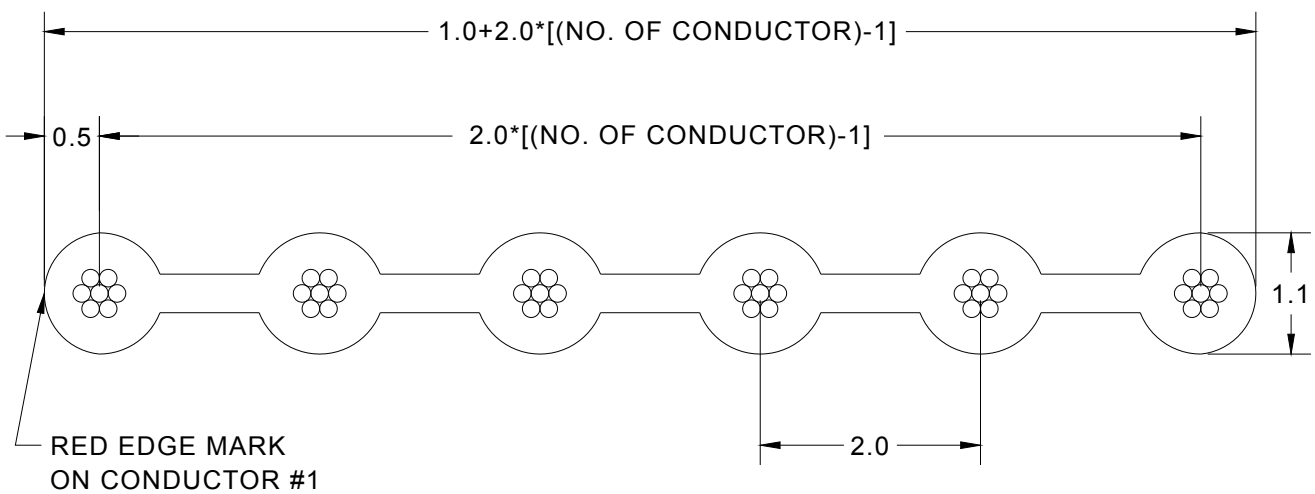 1.0+2.0*[(NO. OF CONDUCTOR)-1]
0.5
2.0*[(NO. OF CONDUCTOR)-1]
1.1
2.0
RED EDGE MARK
ON CONDUCTOR #1